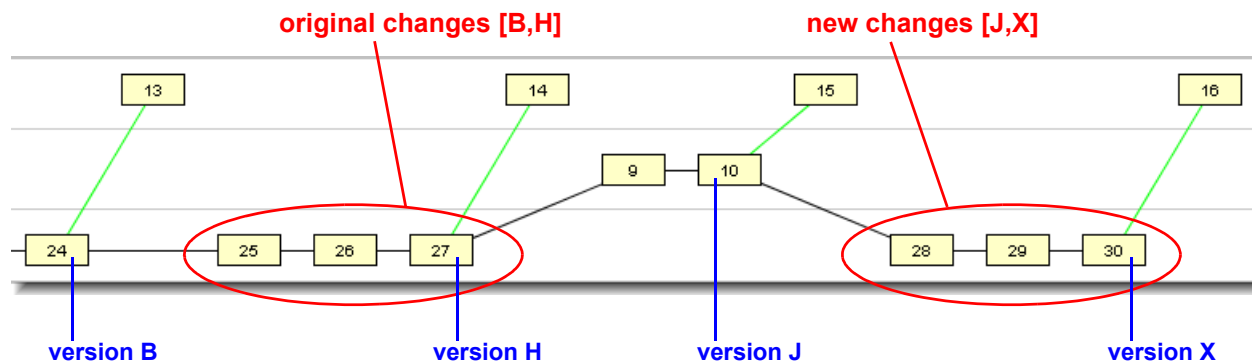 original changes [B,H] new changes [J,X]
13 14 15 16
9 10
24 25 26 27 28 29 30
version B version H version J version X